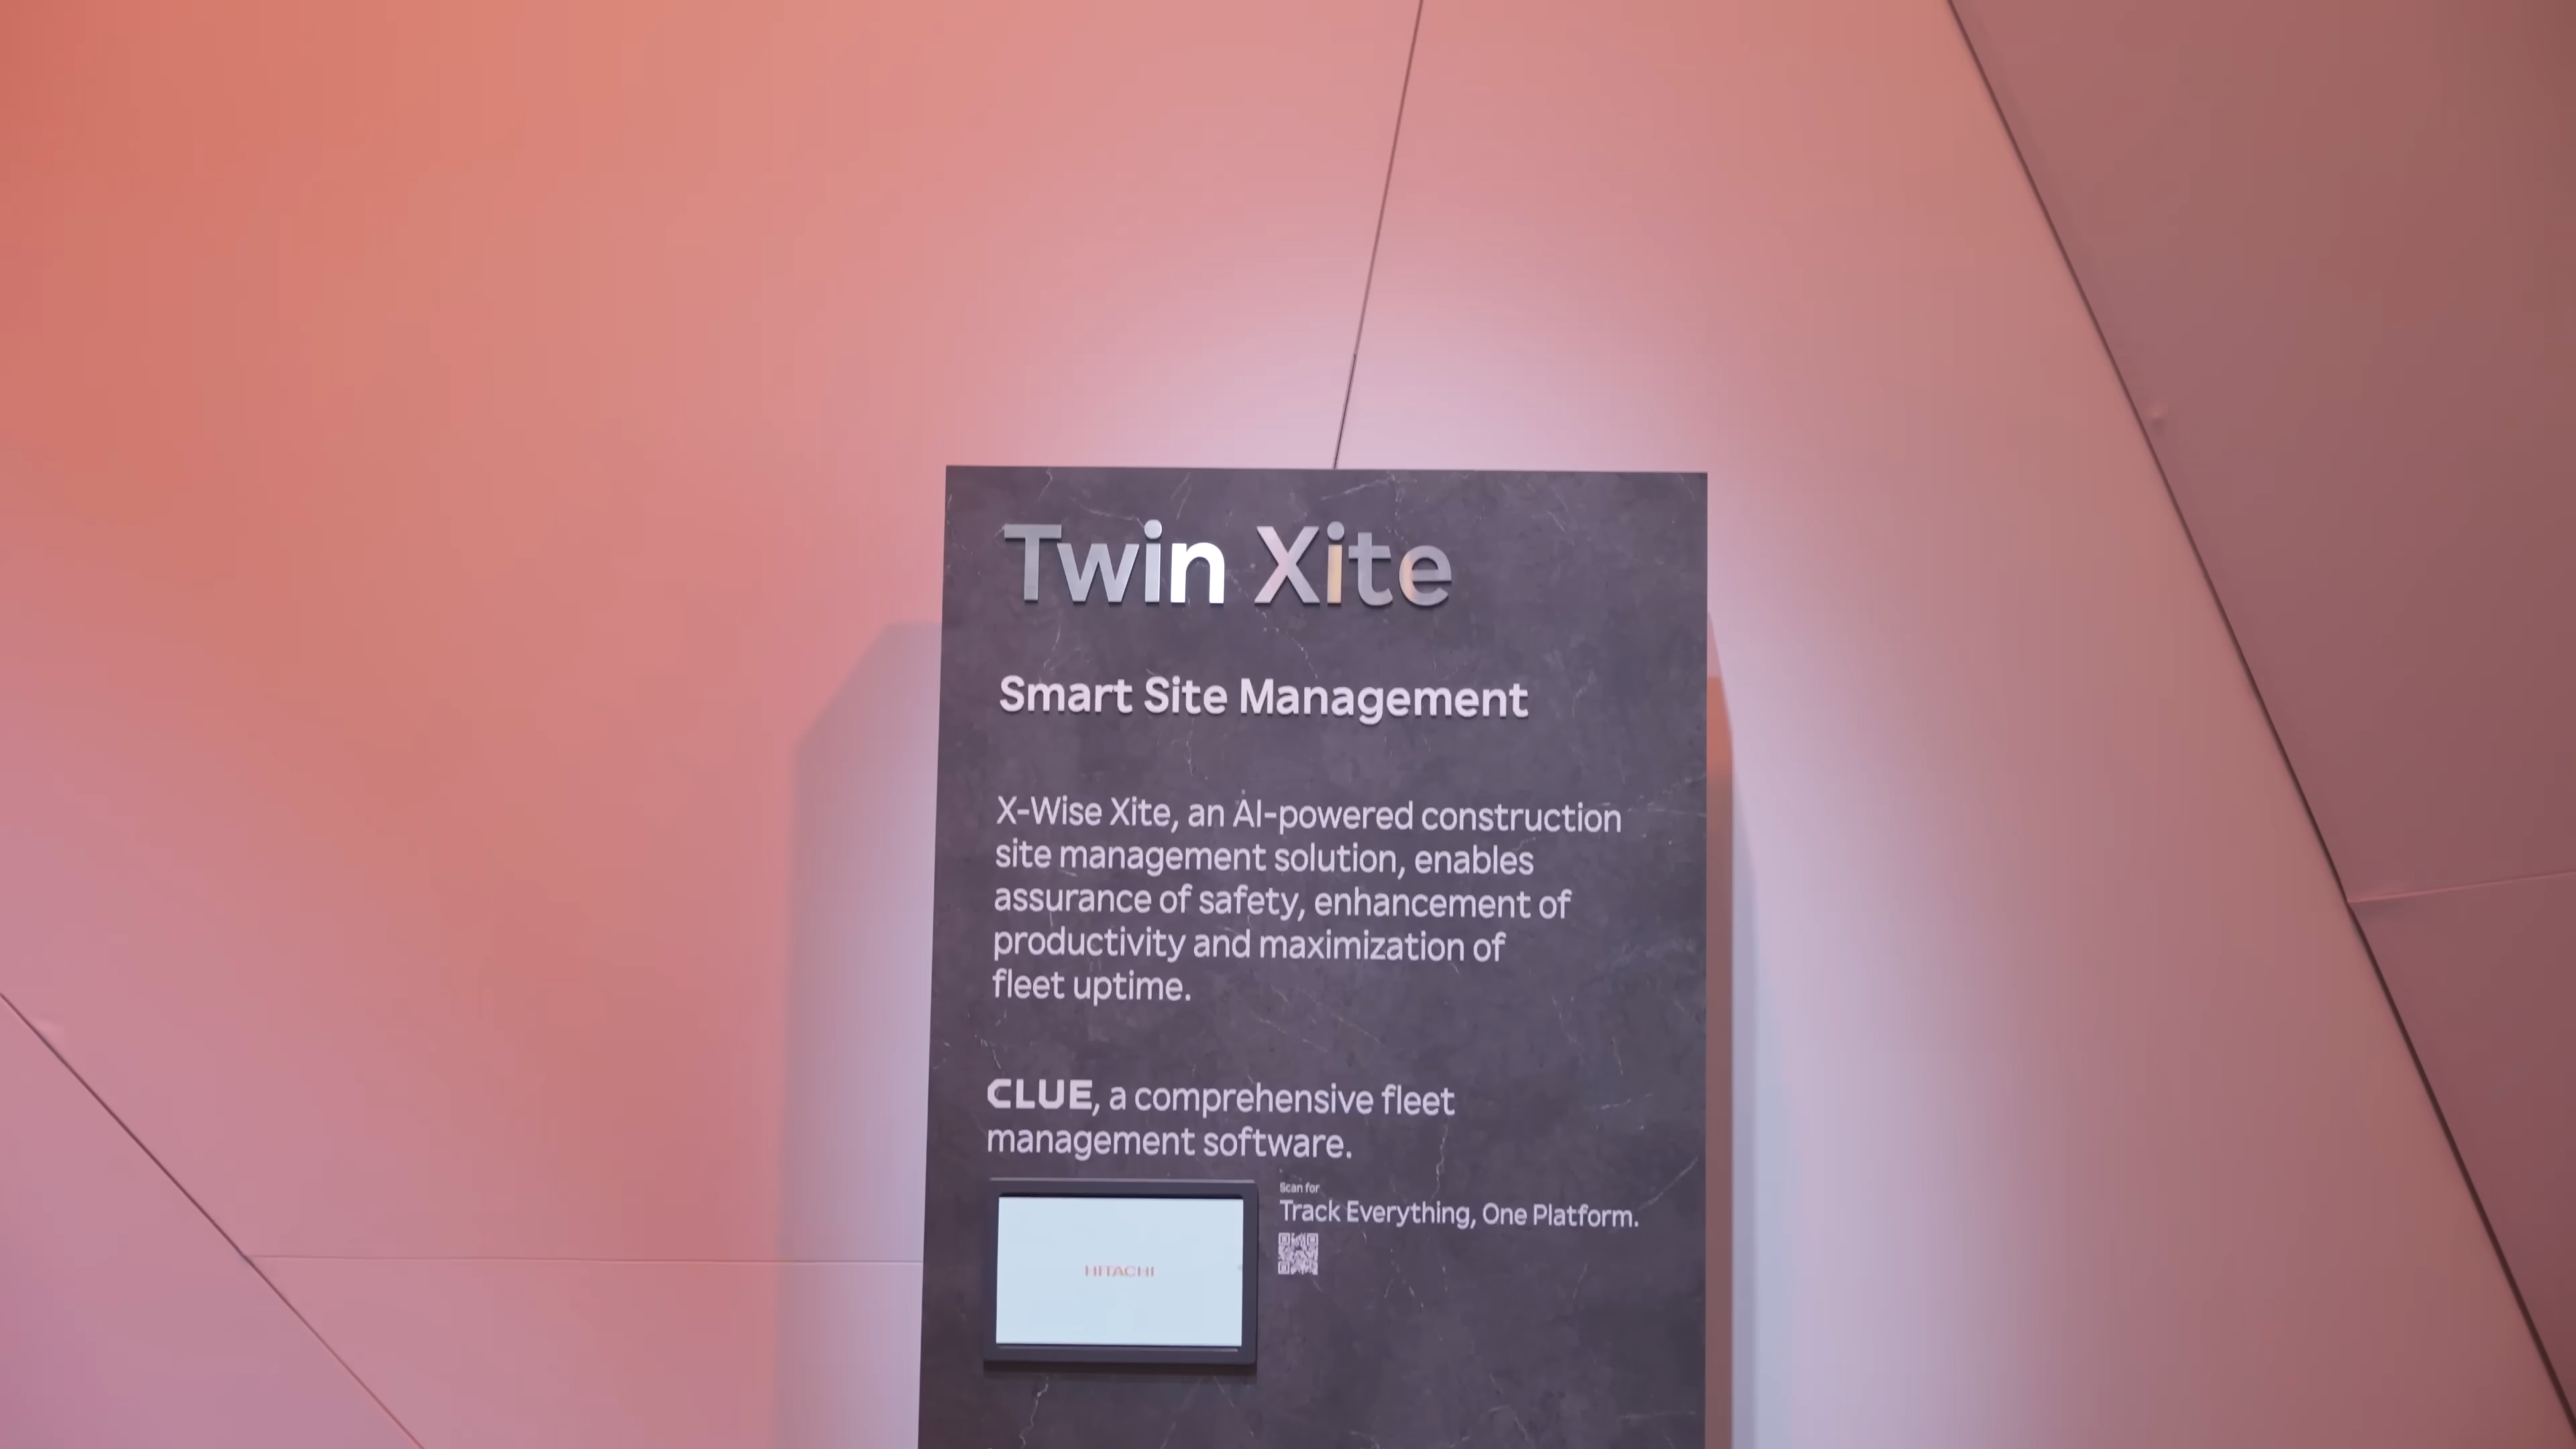 Twin Xite
Smart Site Management
X-Wise Xite, an AI-powered construction
site management solution, enables
assurance of safety, enhancement of
productivity and maximization of
fleet uptime.
CLUE, a comprehensive fleet
management software.
Scan for
Track Everything, One Platform.
HITACHI